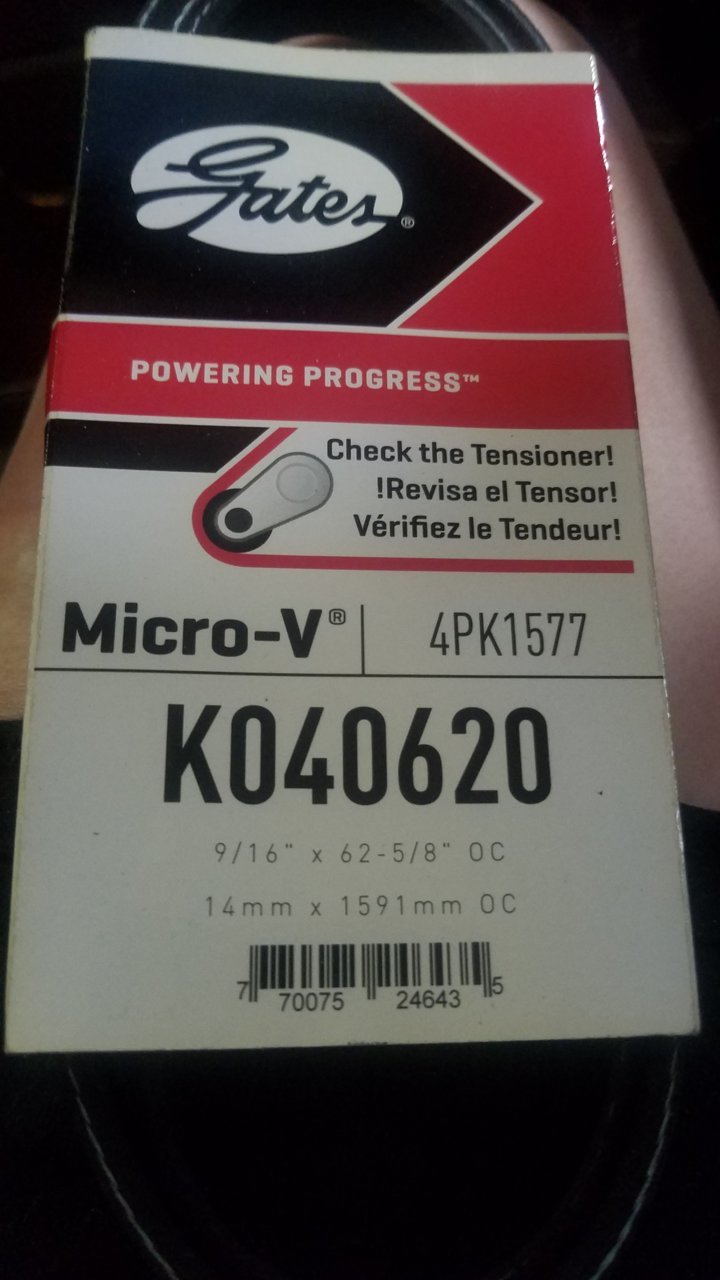 Gates®
POWERING PROGRESS™
Check the Tensioner!
!Revisa el Tensor!
Vérifiez le Tendeur!
Micro-V® | 4PK1577
K040620
9/16" x 62-5/8" OC
14mm x 1591mm OC
7 70075 24643 5